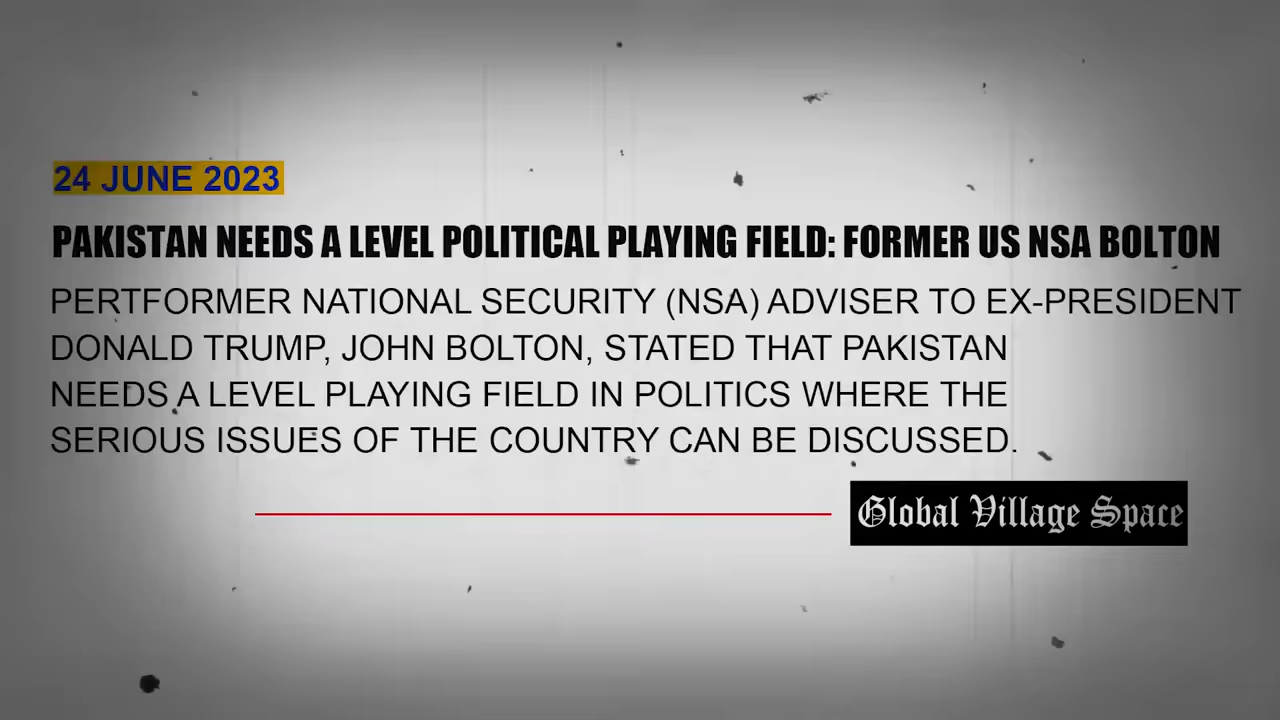 24 JUNE 2023
PAKISTAN NEEDS A LEVEL POLITICAL PLAYING FIELD: FORMER US NSA BOLTON
PERTFORMER NATIONAL SECURITY (NSA) ADVISER TO EX-PRESIDENT
DONALD TRUMP, JOHN BOLTON, STATED THAT PAKISTAN
NEEDS A LEVEL PLAYING FIELD IN POLITICS WHERE THE
SERIOUS ISSUES OF THE COUNTRY CAN BE DISCUSSED.
Global Village Space